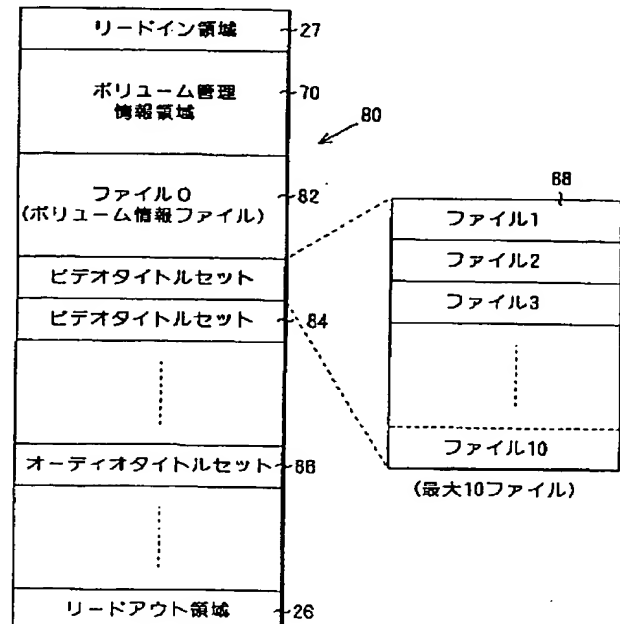 リードイン領域 27
ボリューム管理
情報領域 70
80
ファイル0
(ボリューム情報ファイル) 82
ビデオタイトルセット
ビデオタイトルセット 84
オーディオタイトルセット 86
リードアウト領域 26
88
ファイル1
ファイル2
ファイル3
ファイル10
(最大10ファイル)